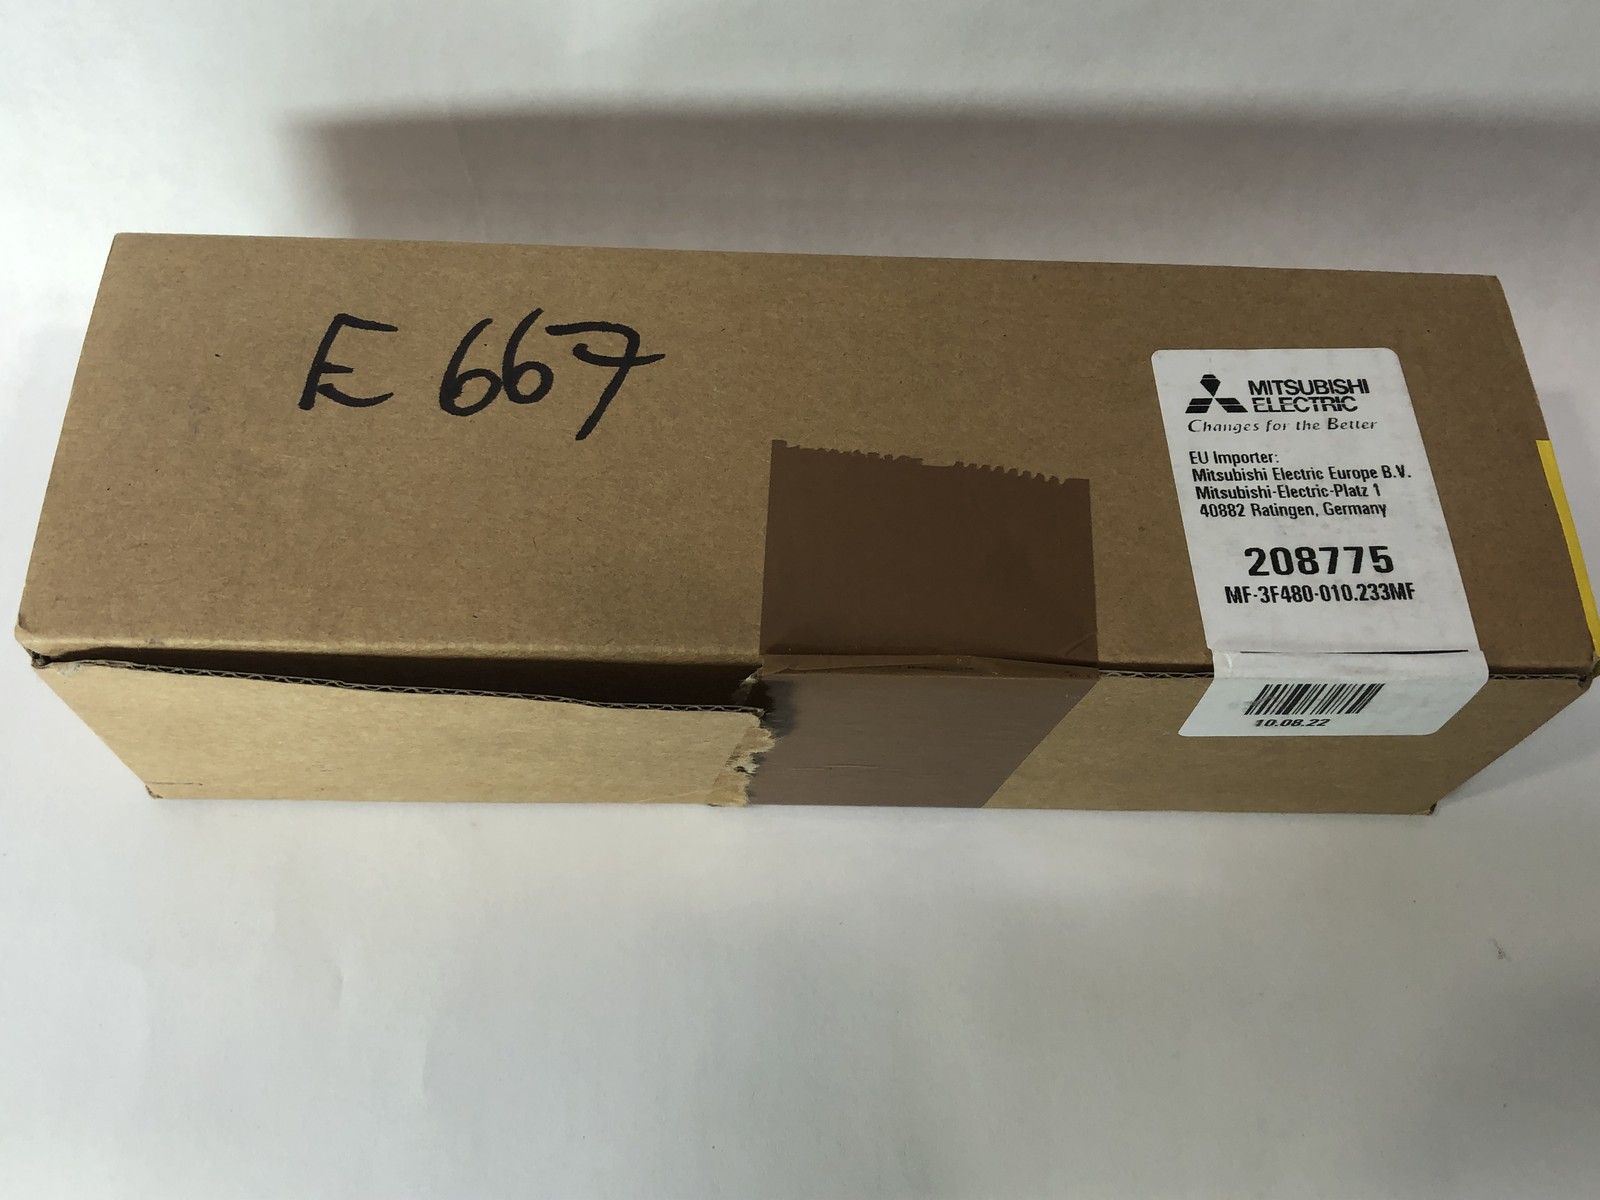 E 667
MITSUBISHI
ELECTRIC
Changes for the Better
EU Importer:
Mitsubishi Electric Europe B.V.
Mitsubishi-Electric-Platz 1
40882 Ratingen, Germany
208775
MF-3F480-010.233MF
10.08.22